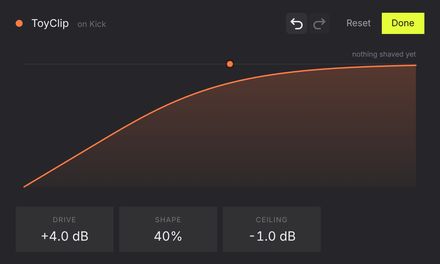 ToyClip on Kick
Reset
Done
nothing shaved yet
DRIVE
+4.0 dB
SHAPE
40%
CEILING
-1.0 dB